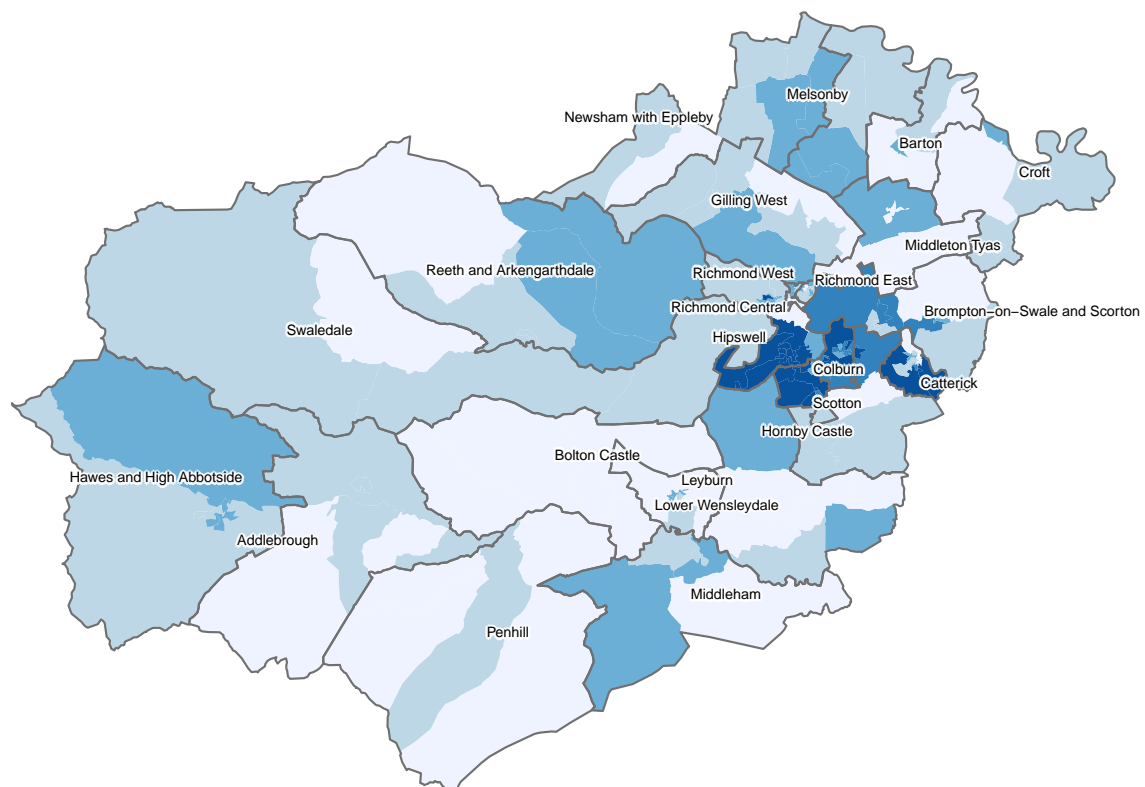 Melsonby
Newsham with Eppleby
Barton
Croft
Gilling West
Middleton Tyas
Reeth and Arkengarthdale
Richmond West
Richmond East
Richmond Central
Brompton−on−Swale and Scorton
Swaledale
Hipswell
Colburn
Catterick
Scotton
Hornby Castle
Bolton Castle
Hawes and High Abbotside
Leyburn
Lower Wensleydale
Addlebrough
Middleham
Penhill